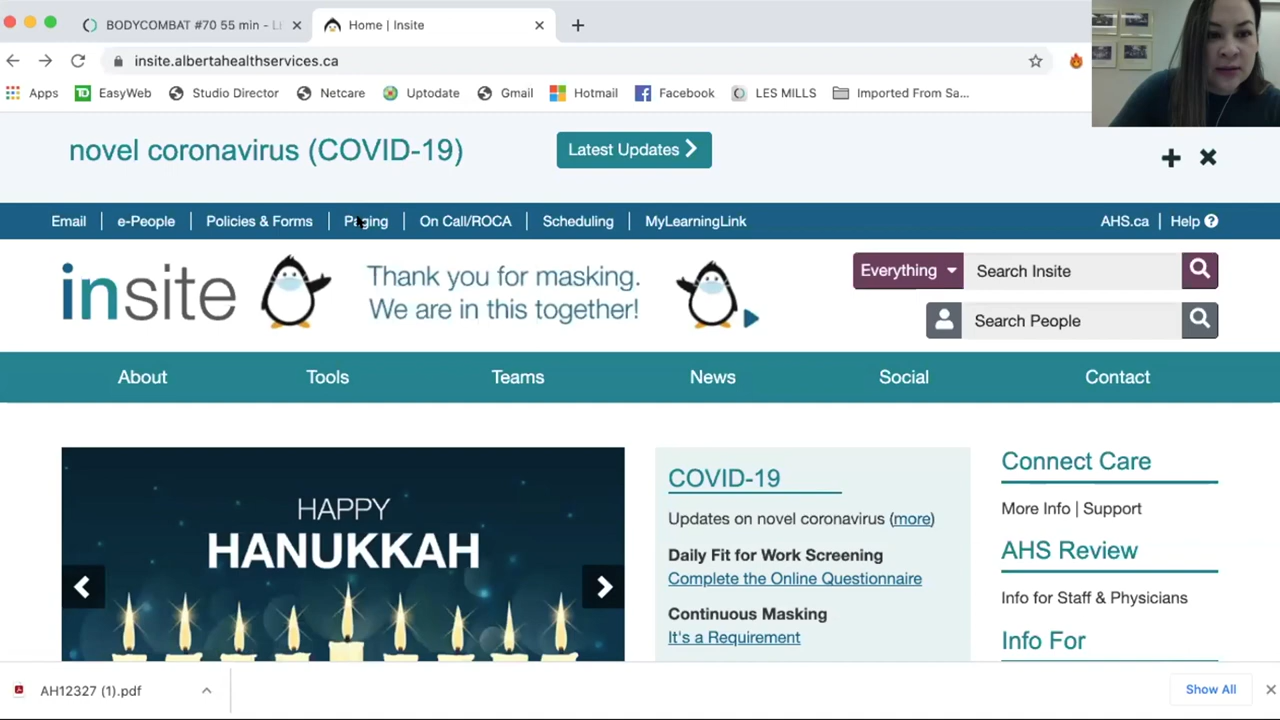 BODYCOMBAT #70 55 min - L
Home | Insite
insite.albertahealthservices.ca
Apps EasyWeb Studio Director Netcare Uptodate Gmail Hotmail Facebook LES MILLS Imported From Sa...
novel coronavirus (COVID-19)
Latest Updates
Email | e-People | Policies & Forms | Paging | On Call/ROCA | Scheduling | MyLearningLink
AHS.ca | Help
insite
Thank you for masking.
We are in this together!
Everything
Search Insite
Search People
About Tools Teams News Social Contact
HAPPY
HANUKKAH
COVID-19
Updates on novel coronavirus (more)
Daily Fit for Work Screening
Complete the Online Questionnaire
Continuous Masking
It's a Requirement
Connect Care
More Info | Support
AHS Review
Info for Staff & Physicians
Info For
AH12327 (1).pdf
Show All